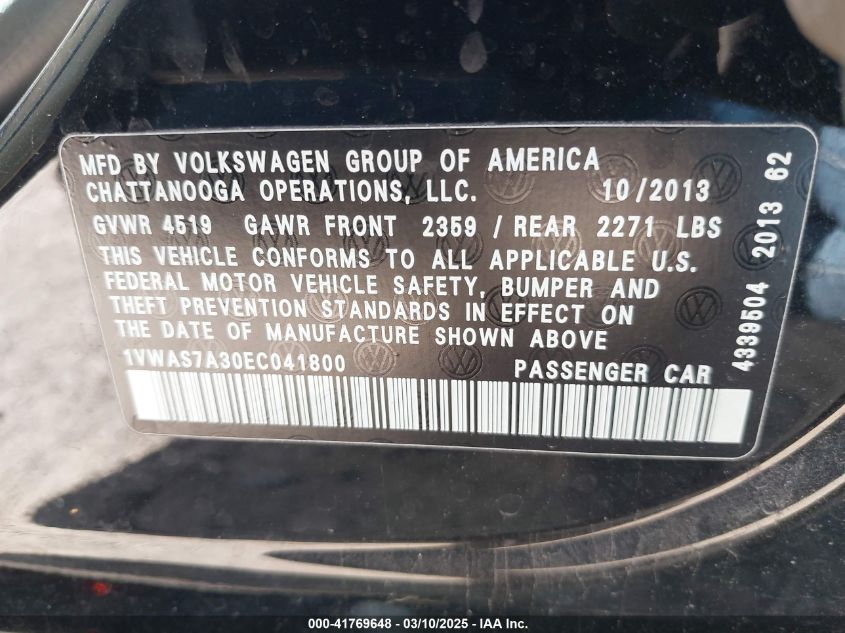 MFD BY VOLKSWAGEN GROUP OF AMERICA
CHATTANOOGA OPERATIONS, LLC. 10/2013
GVWR 4519 GAWR FRONT 2359 / REAR 2271 LBS
THIS VEHICLE CONFORMS TO ALL APPLICABLE U.S.
FEDERAL MOTOR VEHICLE SAFETY, BUMPER AND
THEFT PREVENTION STANDARDS IN EFFECT ON
THE DATE OF MANUFACTURE SHOWN ABOVE.
1VWAS7A30EC041800 PASSENGER CAR
4339504 2013 62
000-41769648 - 03/10/2025 - IAA Inc.